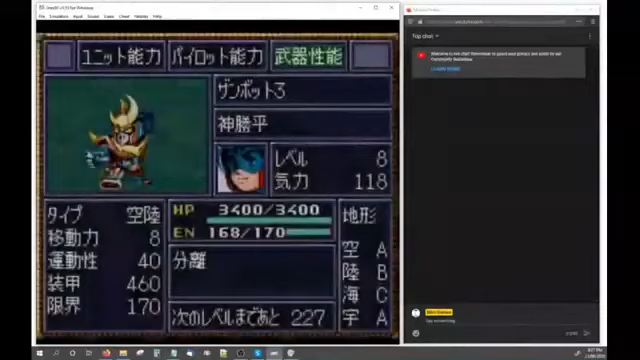 ユニット能力
パイロット能力
武器性能
ザンボット3
神勝平
レベル 8
気力 118
タイプ 空陸
移動力 8
運動性 40
装甲 460
限界 170
HP 3400/3400
EN 168/170
分離
次のレベルまであと 227
地形
空 A
陸 B
海 C
宇 A
Top chat